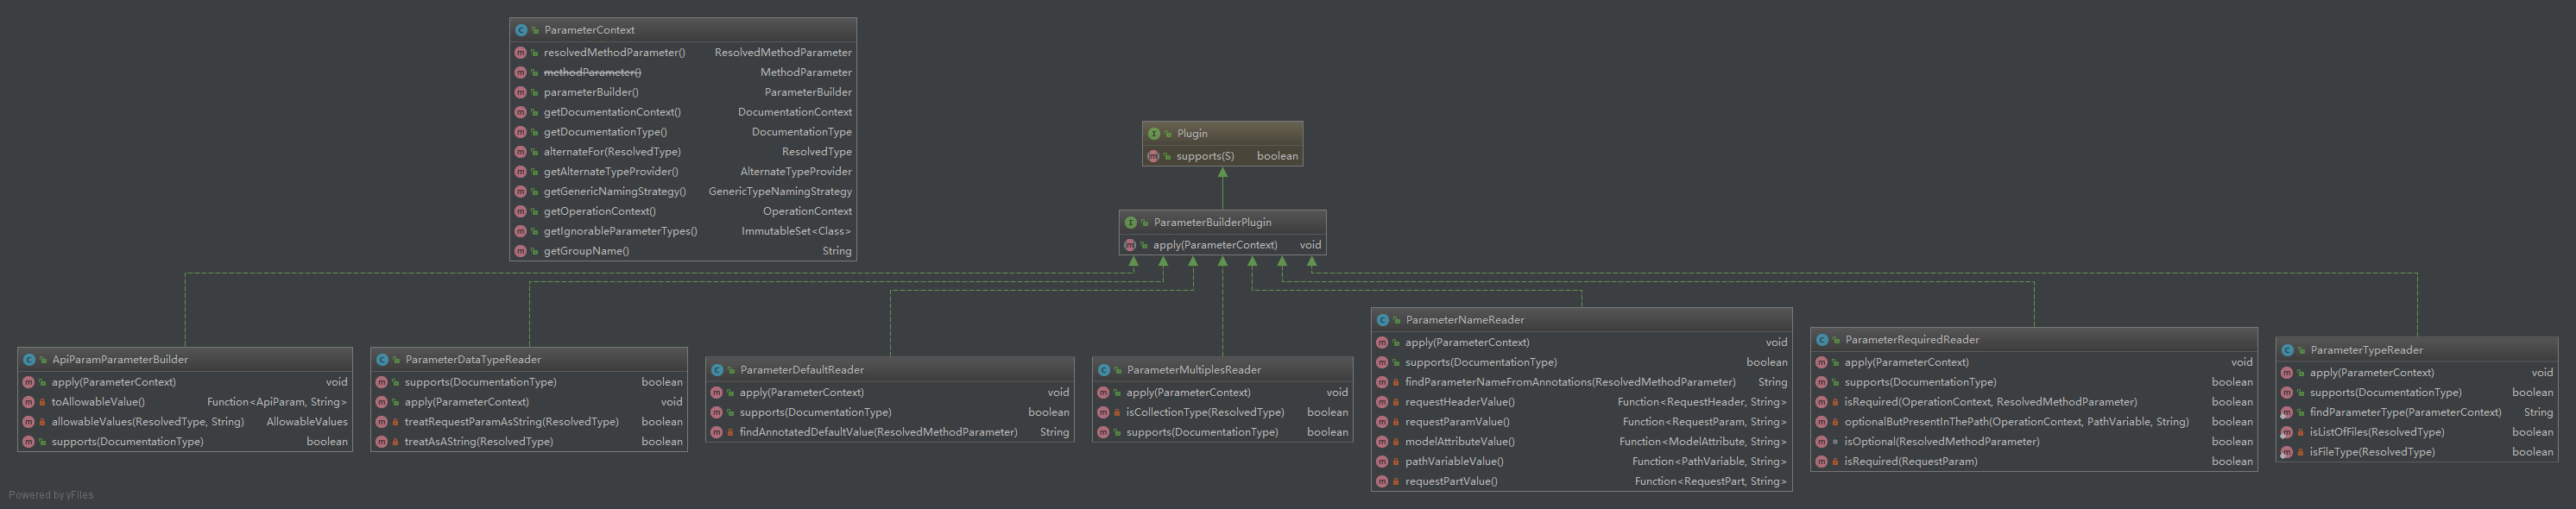 ParameterContext
resolvedMethodParameter() ResolvedMethodParameter
methodParameter() MethodParameter
parameterBuilder() ParameterBuilder
getDocumentationContext() DocumentationContext
getDocumentationType() DocumentationType
alternateFor(ResolvedType) ResolvedType
getAlternateTypeProvider() AlternateTypeProvider
getGenericNamingStrategy() GenericTypeNamingStrategy
getOperationContext() OperationContext
getIgnorableParameterTypes() ImmutableSet<Class>
getGroupName() String
Plugin
supports(S) boolean
ParameterBuilderPlugin
apply(ParameterContext) void
ApiParamParameterBuilder
apply(ParameterContext) void
toAllowableValue() Function<ApiParam, String>
allowableValues(ResolvedType, String) AllowableValues
supports(DocumentationType) boolean
ParameterDataTypeReader
supports(DocumentationType) boolean
apply(ParameterContext) void
treatRequestParamAsString(ResolvedType) boolean
treatAsAString(ResolvedType) boolean
ParameterDefaultReader
apply(ParameterContext) void
supports(DocumentationType) boolean
findAnnotatedDefaultValue(ResolvedMethodParameter) String
ParameterMultiplesReader
apply(ParameterContext) void
isCollectionType(ResolvedType) boolean
supports(DocumentationType) boolean
ParameterNameReader
apply(ParameterContext) void
supports(DocumentationType) boolean
findParameterNameFromAnnotations(ResolvedMethodParameter) String
requestHeaderValue() Function<RequestHeader, String>
requestParamValue() Function<RequestParam, String>
modelAttributeValue() Function<ModelAttribute, String>
pathVariableValue() Function<PathVariable, String>
requestPartValue() Function<RequestPart, String>
ParameterRequiredReader
apply(ParameterContext) void
supports(DocumentationType) boolean
isRequired(OperationContext, ResolvedMethodParameter) boolean
optionalButPresentInThePath(OperationContext, PathVariable, String) boolean
isOptional(ResolvedMethodParameter) boolean
isRequired(RequestParam) boolean
ParameterTypeReader
apply(ParameterContext) void
supports(DocumentationType) boolean
findParameterType(ParameterContext) String
isListOfFiles(ResolvedType) boolean
isFileType(ResolvedType) boolean
Powered by yFiles